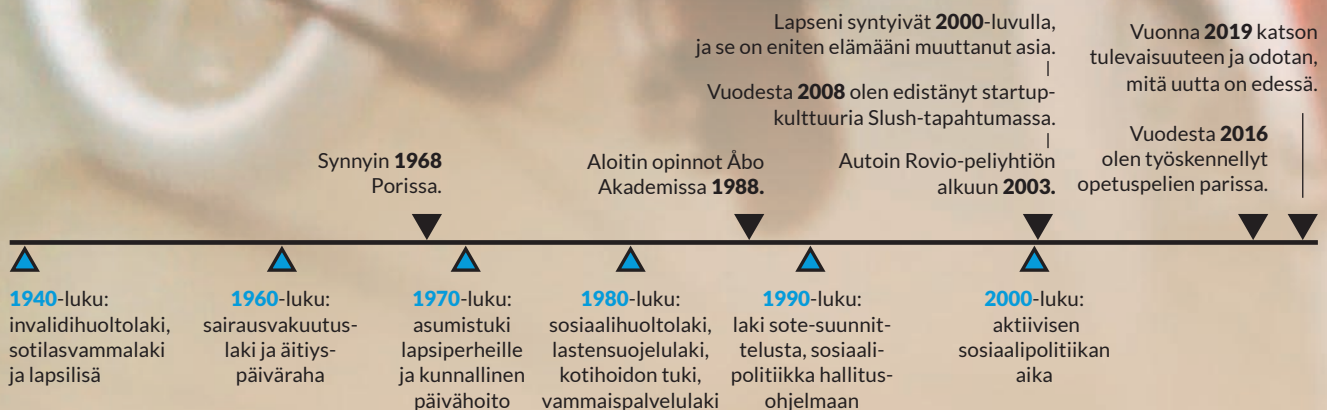 Synnyin 1968
Porissa.
Aloitin opinnot Åbo
Akademissa 1988.
Lapseni syntyivät 2000-luvulla,
ja se on eniten elämääni muuttanut asia.
Vuodesta 2008 olen edistänyt startup-
kulttuuria Slush-tapahtumassa.
Autoin Rovio-peliyhtiön
alkuun 2003.
Vuonna 2019 katson
tulevaisuuteen ja odotan,
mitä uutta on edessä.
Vuodesta 2016
olen työskennellyt
opetuspelien parissa.
1940-luku:
invalidihuoltolaki,
sotilasvammalaki
ja lapsilisä
1960-luku:
sairausvakuutus-
laki ja äitiys-
päiväraha
1970-luku:
asumistuki
lapsiperheille
ja kunnallinen
päivähoito
1980-luku:
sosiaalihuoltolaki,
lastensuojelulaki,
kotihoidon tuki,
vammaispalvelulaki
1990-luku:
laki sote-suunnit-
telusta, sosiaali-
politiikka hallitus-
ohjelmaan
2000-luku:
aktiivisen
sosiaalipolitiikan
aika